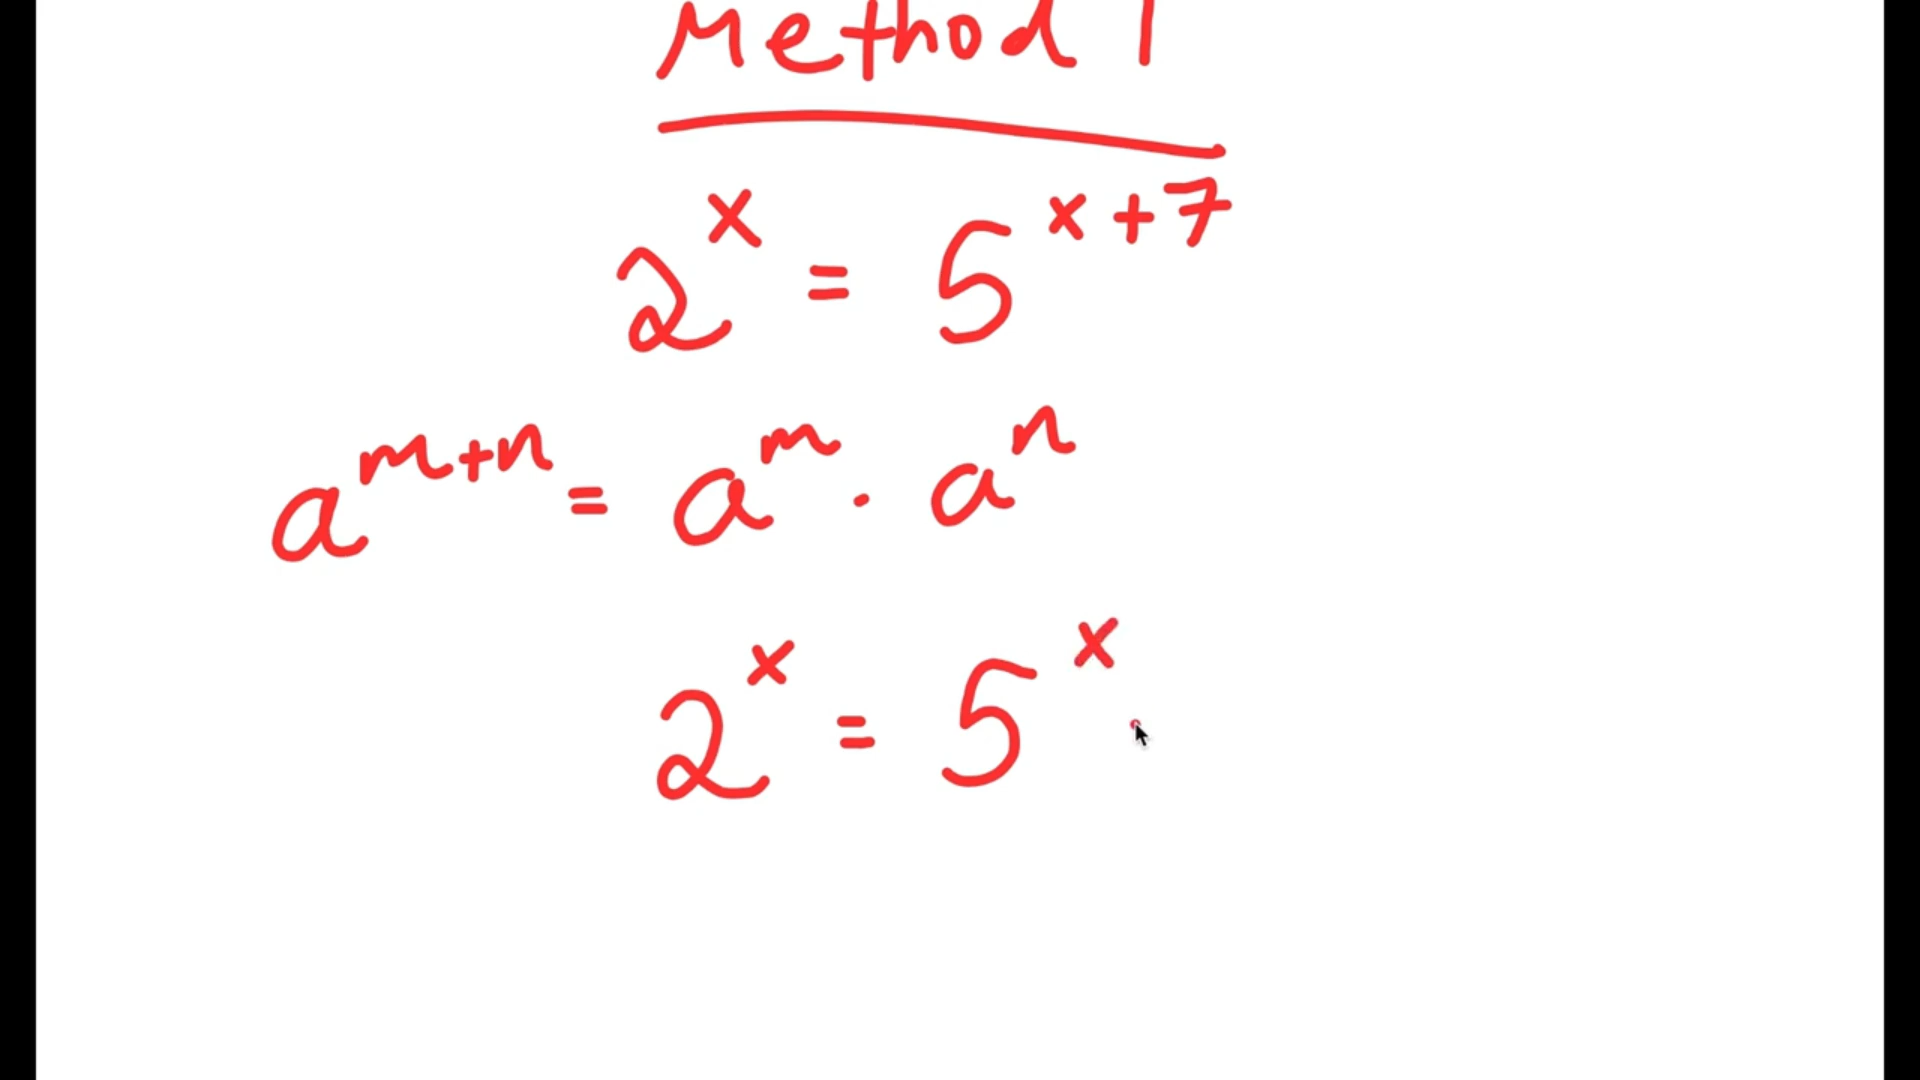 Method 1
2^x = 5^{x+7}
a^{m+n} = a^m · a^n
2^x = 5^x ·